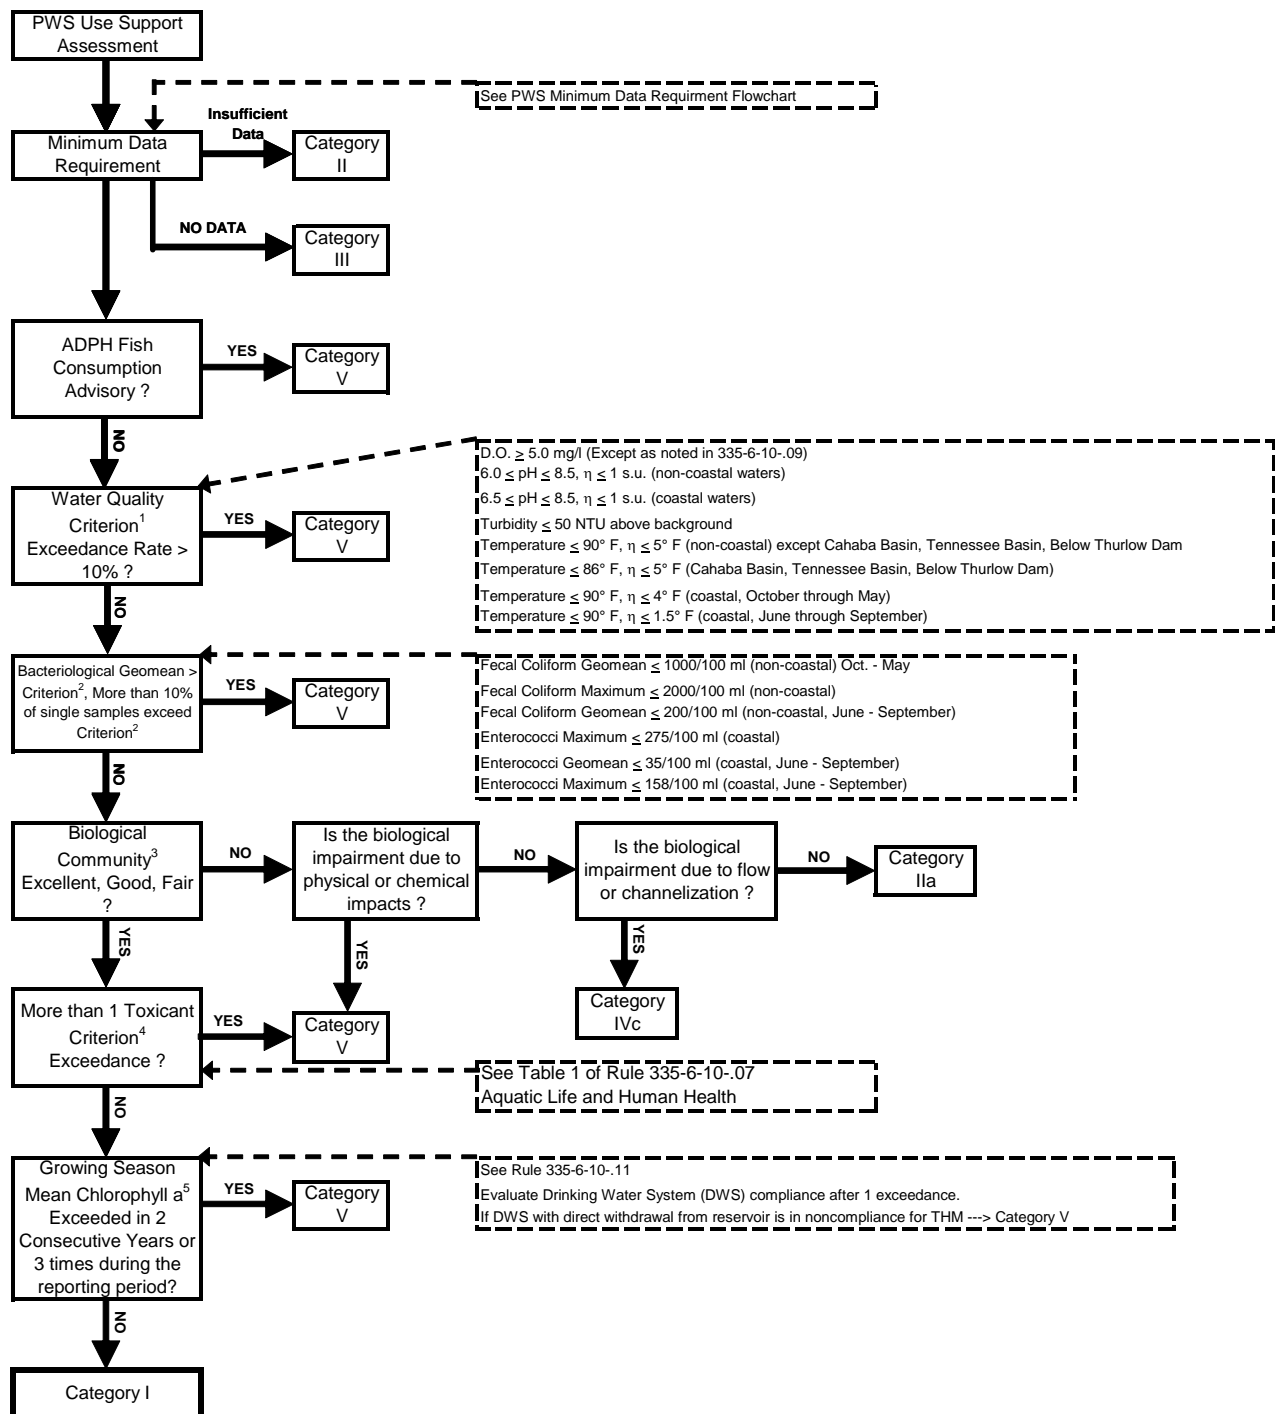 PWS Use Support
Assessment
See PWS Minimum Data Requirment Flowchart
Insufficient
Data
Minimum Data
Requirement
Category
II
NO DATA
Category
III
ADPH Fish
Consumption
Advisory ?
YES
Category
V
NO
D.O. ≥ 5.0 mg/l (Except as noted in 335-6-10-.09)
6.0 ≤ pH ≤ 8.5, η ≤ 1 s.u. (non-coastal waters)
6.5 ≤ pH ≤ 8.5, η ≤ 1 s.u. (coastal waters)
Turbidity ≤ 50 NTU above background
Temperature ≤ 90° F, η ≤ 5° F (non-coastal) except Cahaba Basin, Tennessee Basin, Below Thurlow Dam
Temperature ≤ 86° F, η ≤ 5° F (Cahaba Basin, Tennessee Basin, Below Thurlow Dam)
Temperature ≤ 90° F, η ≤ 4° F (coastal, October through May)
Temperature ≤ 90° F, η ≤ 1.5° F (coastal, June through September)
Water Quality
Criterion¹
Exceedance Rate >
10% ?
YES
Category
V
NO
Bacteriological Geomean >
Criterion², More than 10%
of single samples exceed
Criterion²
YES
Category
V
Fecal Coliform Geomean ≤ 1000/100 ml (non-coastal) Oct. - May
Fecal Coliform Maximum ≤ 2000/100 ml (non-coastal)
Fecal Coliform Geomean ≤ 200/100 ml (non-coastal, June - September)
Enterococci Maximum ≤ 275/100 ml (coastal)
Enterococci Geomean ≤ 35/100 ml (coastal, June - September)
Enterococci Maximum ≤ 158/100 ml (coastal, June - September)
NO
Biological
Community³
Excellent, Good, Fair
?
NO
Is the biological
impairment due to
physical or chemical
impacts ?
NO
Is the biological
impairment due to flow
or channelization ?
NO
Category
IIa
YES
YES
YES
More than 1 Toxicant
Criterion⁴
Exceedance ?
YES
Category
V
Category
IVc
See Table 1 of Rule 335-6-10-.07
Aquatic Life and Human Health
NO
Growing Season
Mean Chlorophyll a⁵
Exceeded in 2
Consecutive Years or
3 times during the
reporting period?
YES
Category
V
See Rule 335-6-10-.11
Evaluate Drinking Water System (DWS) compliance after 1 exceedance.
If DWS with direct withdrawal from reservoir is in noncompliance for THM ---> Category V
NO
Category I